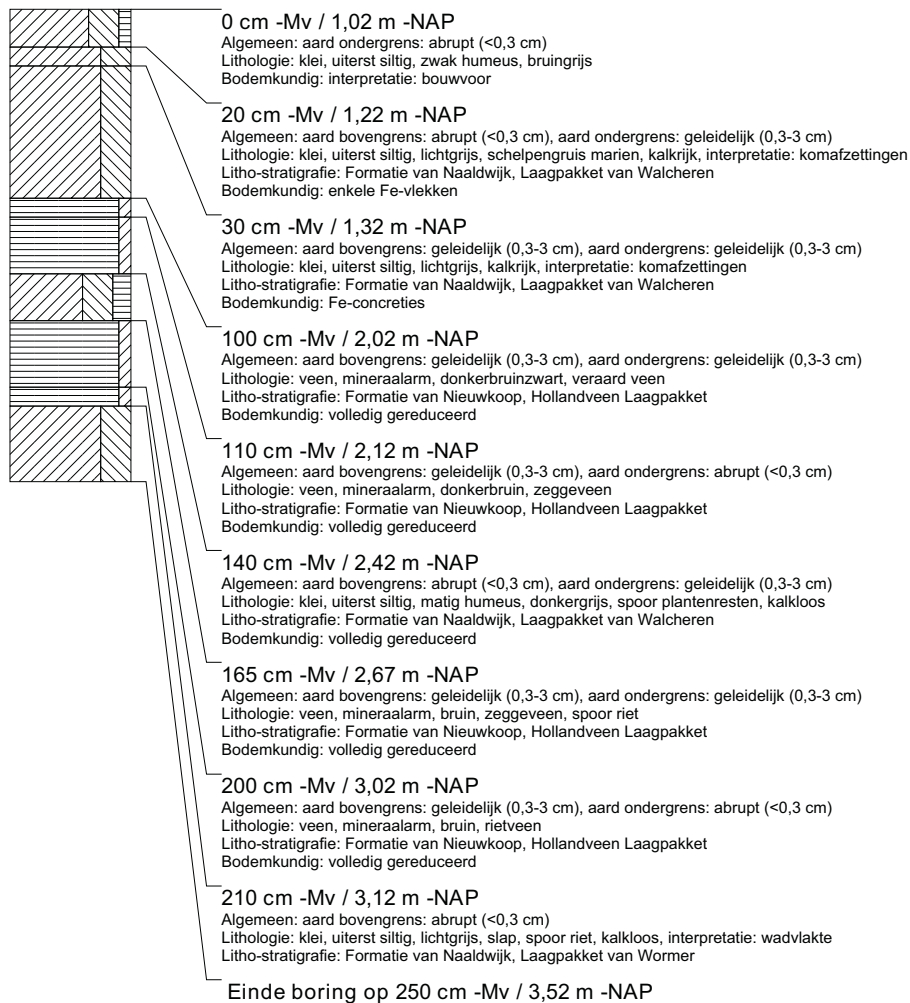 0 cm -Mv / 1,02 m -NAP
Algemeen: aard ondergrens: abrupt (<0,3 cm)
Lithologie: klei, uiterst siltig, zwak humeus, bruingrijs
Bodemkundig: interpretatie: bouwvoor
20 cm -Mv / 1,22 m -NAP
Algemeen: aard bovengrens: abrupt (<0,3 cm), aard ondergrens: geleidelijk (0,3-3 cm)
Lithologie: klei, uiterst siltig, lichtgrijs, schelpengruis marien, kalkrijk, interpretatie: komafzettingen
Litho-stratigrafie: Formatie van Naaldwijk, Laagpakket van Walcheren
Bodemkundig: enkele Fe-vlekken
30 cm -Mv / 1,32 m -NAP
Algemeen: aard bovengrens: geleidelijk (0,3-3 cm), aard ondergrens: geleidelijk (0,3-3 cm)
Lithologie: klei, uiterst siltig, lichtgrijs, kalkrijk, interpretatie: komafzettingen
Litho-stratigrafie: Formatie van Naaldwijk, Laagpakket van Walcheren
Bodemkundig: Fe-concreties
100 cm -Mv / 2,02 m -NAP
Algemeen: aard bovengrens: geleidelijk (0,3-3 cm), aard ondergrens: geleidelijk (0,3-3 cm)
Lithologie: veen, mineraalarm, donkerbruinzwart, veraard veen
Litho-stratigrafie: Formatie van Nieuwkoop, Hollandveen Laagpakket
Bodemkundig: volledig gereduceerd
110 cm -Mv / 2,12 m -NAP
Algemeen: aard bovengrens: geleidelijk (0,3-3 cm), aard ondergrens: abrupt (<0,3 cm)
Lithologie: veen, mineraalarm, donkerbruin, zeggeveen
Litho-stratigrafie: Formatie van Nieuwkoop, Hollandveen Laagpakket
Bodemkundig: volledig gereduceerd
140 cm -Mv / 2,42 m -NAP
Algemeen: aard bovengrens: abrupt (<0,3 cm), aard ondergrens: geleidelijk (0,3-3 cm)
Lithologie: klei, uiterst siltig, matig humeus, donkergrijs, spoor plantenresten, kalkloos
Litho-stratigrafie: Formatie van Naaldwijk, Laagpakket van Walcheren
Bodemkundig: volledig gereduceerd
165 cm -Mv / 2,67 m -NAP
Algemeen: aard bovengrens: geleidelijk (0,3-3 cm), aard ondergrens: geleidelijk (0,3-3 cm)
Lithologie: veen, mineraalarm, bruin, zeggeveen, spoor riet
Litho-stratigrafie: Formatie van Nieuwkoop, Hollandveen Laagpakket
Bodemkundig: volledig gereduceerd
200 cm -Mv / 3,02 m -NAP
Algemeen: aard bovengrens: geleidelijk (0,3-3 cm), aard ondergrens: abrupt (<0,3 cm)
Lithologie: veen, mineraalarm, bruin, rietveen
Litho-stratigrafie: Formatie van Nieuwkoop, Hollandveen Laagpakket
Bodemkundig: volledig gereduceerd
210 cm -Mv / 3,12 m -NAP
Algemeen: aard bovengrens: abrupt (<0,3 cm)
Lithologie: klei, uiterst siltig, lichtgrijs, slap, spoor riet, kalkloos, interpretatie: wadvlakte
Litho-stratigrafie: Formatie van Naaldwijk, Laagpakket van Wormer
Einde boring op 250 cm -Mv / 3,52 m -NAP